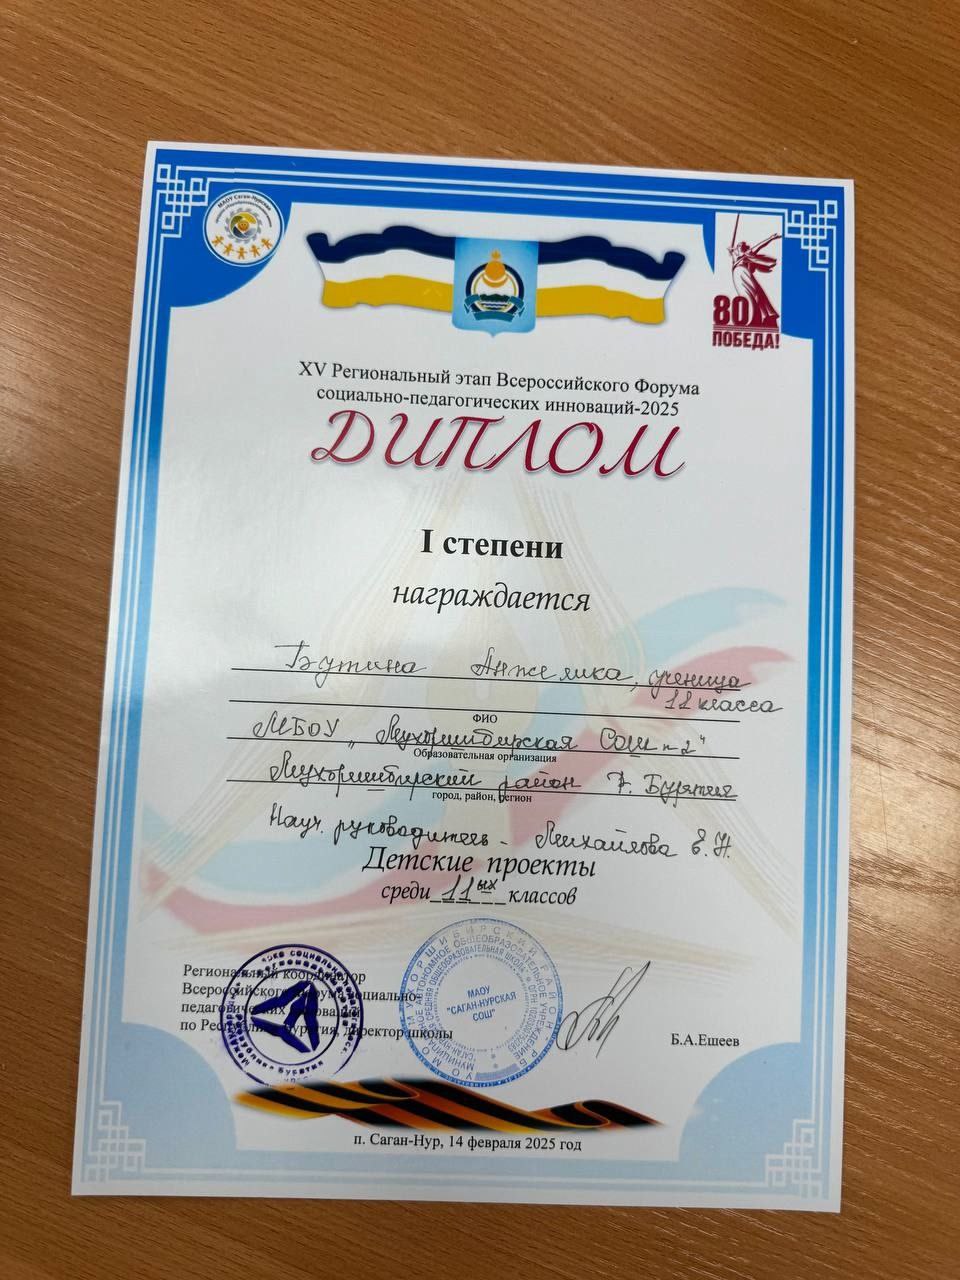 МАОУ Саган-Нурская
80
ПОБЕДА!
XV Региональный этап Всероссийского Форума
социально-педагогических инноваций-2025
ДИПЛОМ
I степени
награждается
Бутина Анжелика, ученица
11 класса
ФИО
МБОУ "Мухоршибирская СОШ №2"
Образовательная организация
Мухоршибирский район Р. Бурятия
город, район, регион
Науч. руководитель - Михайлова Е.Н.
Детские проекты
среди 11ых классов
Региональный координатор
Всероссийского Форума социально-
педагогических инноваций
по Республике Бурятия, директор школы
МАОУ
"САГАН-НУРСКАЯ
СОШ"
Б.А.Ешеев
п. Саган-Нур, 14 февраля 2025 год